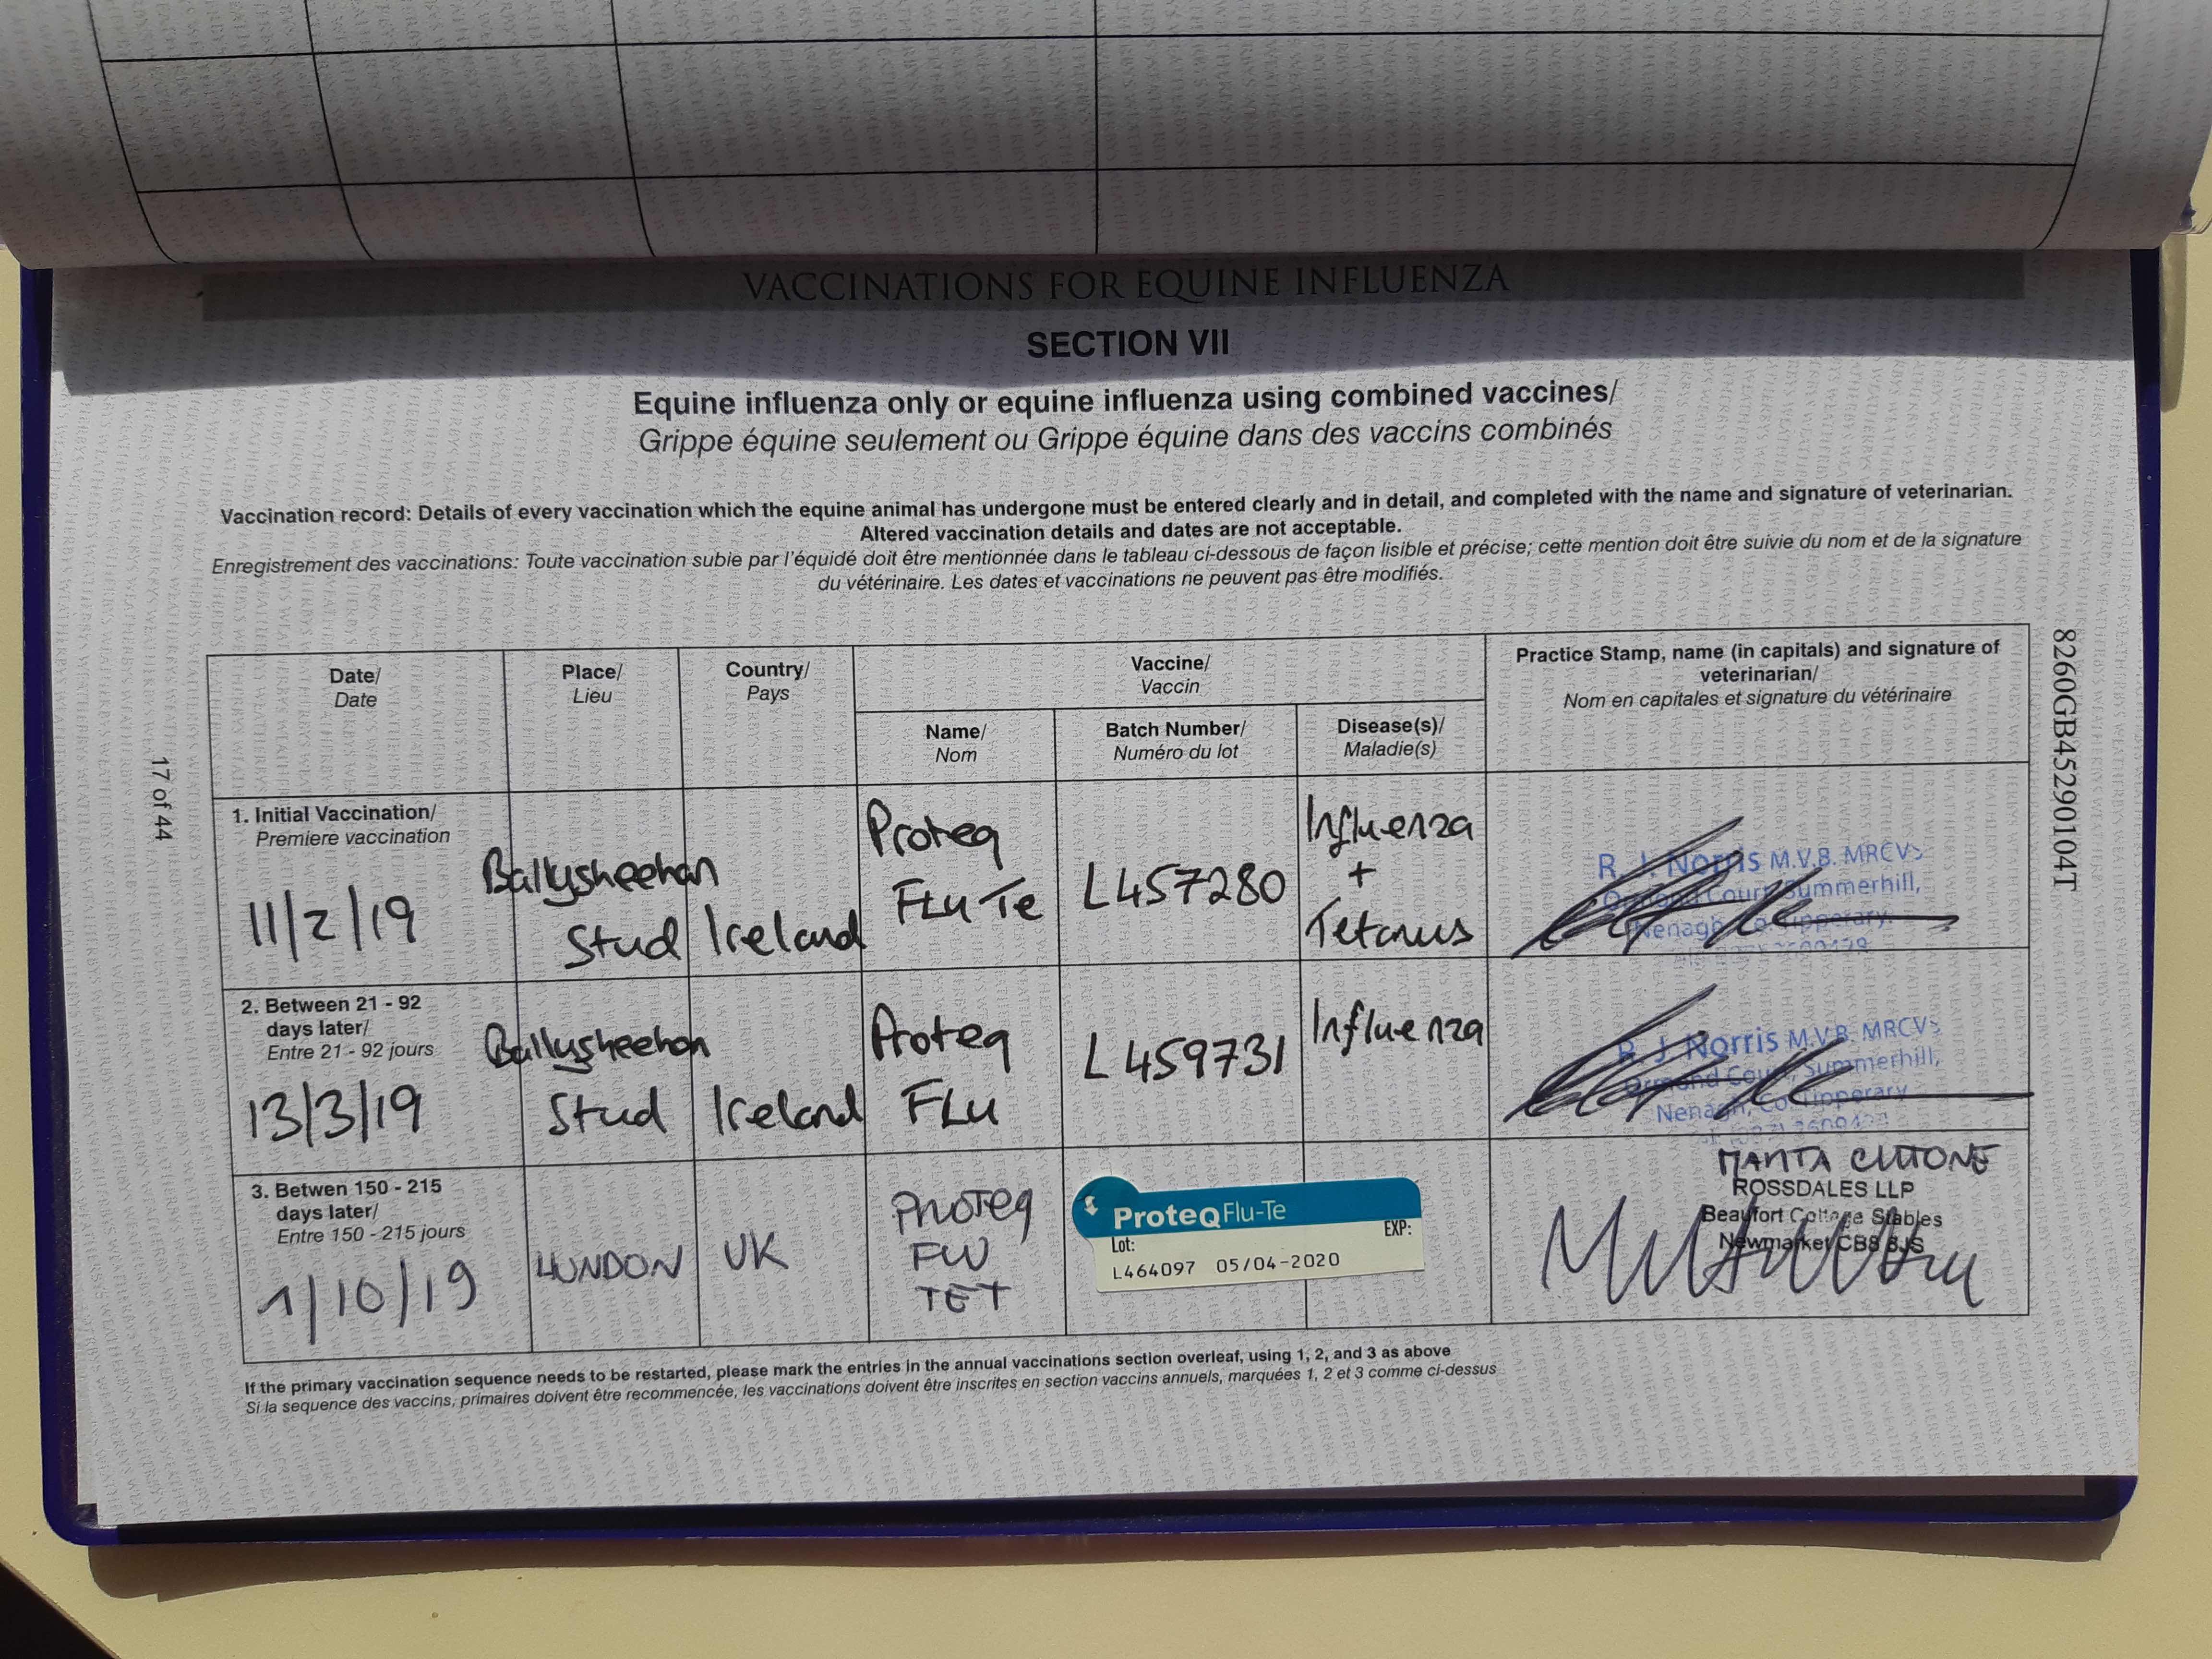 VACCINATIONS FOR EQUINE INFLUENZA
SECTION VII
Equine influenza only or equine influenza using combined vaccines/
Grippe équine seulement ou Grippe équine dans des vaccins combinés
Vaccination record: Details of every vaccination which the equine animal has undergone must be entered clearly and in detail, and completed with the name and signature of veterinarian.
Altered vaccination details and dates are not acceptable.
Enregistrement des vaccinations: Toute vaccination subie par l'équidé doit être mentionnée dans le tableau ci-dessous de façon lisible et précise; cette mention doit être suivie du nom et de la signature
du vétérinaire. Les dates et vaccinations ne peuvent pas être modifiés.
Date/
Date
Place/
Lieu
Country/
Pays
Vaccine/
Vaccin
Name/
Nom
Batch Number/
Numéro du lot
Disease(s)/
Maladie(s)
Practice Stamp, name (in capitals) and signature of
veterinarian/
Nom en capitales et signature du vétérinaire
1. Initial Vaccination/
Premiere vaccination
11/2/19
Ballysheehan
Stud
Ireland
Proteq
Flu Te
L457280
Influenza
+
Tetanus
R. J. Norris M.V.B. MRCVS
Ormond Court, Summerhill,
Nenagh, Co. Tipperary.
2. Between 21 - 92
days later/
Entre 21 - 92 jours
13/3/19
Ballysheehan
Stud
Ireland
Proteq
Flu
L459731
Influenza
R. J. Norris M.V.B. MRCVS
Ormond Court, Summerhill,
Nenagh, Co. Tipperary
3. Betwen 150 - 215
days later/
Entre 150 - 215 jours
1/10/19
LUNDON
UK
PROTEQ
FLU
TET
ProteQ Flu-Te
Lot:
EXP:
L464097 05/04-2020
ROSSDALES LLP
Beaufort Cottage Stables
Newmarket CB8 8JS
If the primary vaccination sequence needs to be restarted, please mark the entries in the annual vaccinations section overleaf, using 1, 2, and 3 as above
Si la sequence des vaccins, primaires doivent être recommencée, les vaccinations doivent être inscrites en section vaccins annuels, marquées 1, 2 et 3 comme ci-dessus
17 of 44
8260GB45290104T